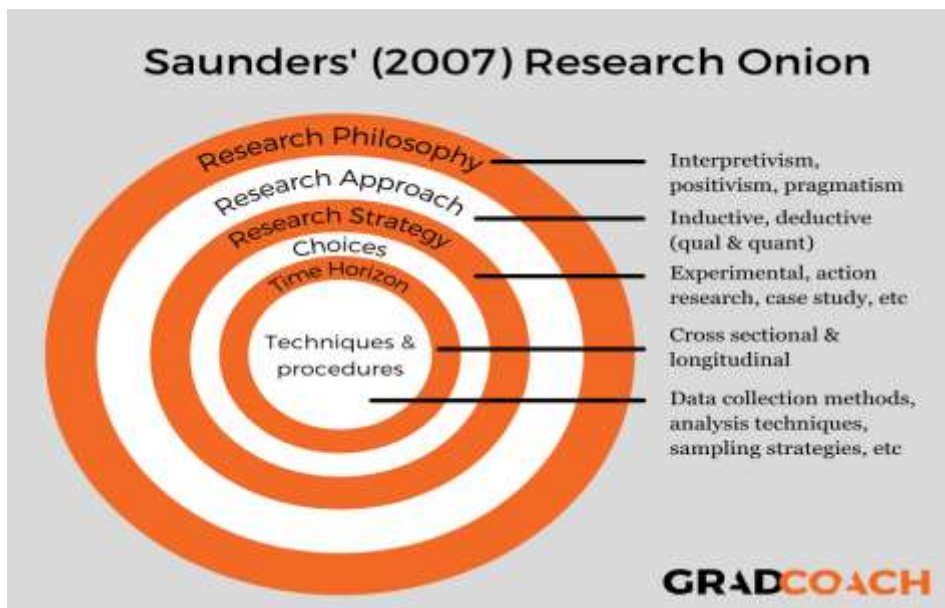 Saunders' (2007) Research Onion
Research Philosophy
Research Approach
Research Strategy
Choices
Time Horizon
Techniques &
procedures
Interpretivism,
positivism, pragmatism
Inductive, deductive
(qual & quant)
Experimental, action
research, case study, etc
Cross sectional &
longitudinal
Data collection methods,
analysis techniques,
sampling strategies, etc
GRADCOACH